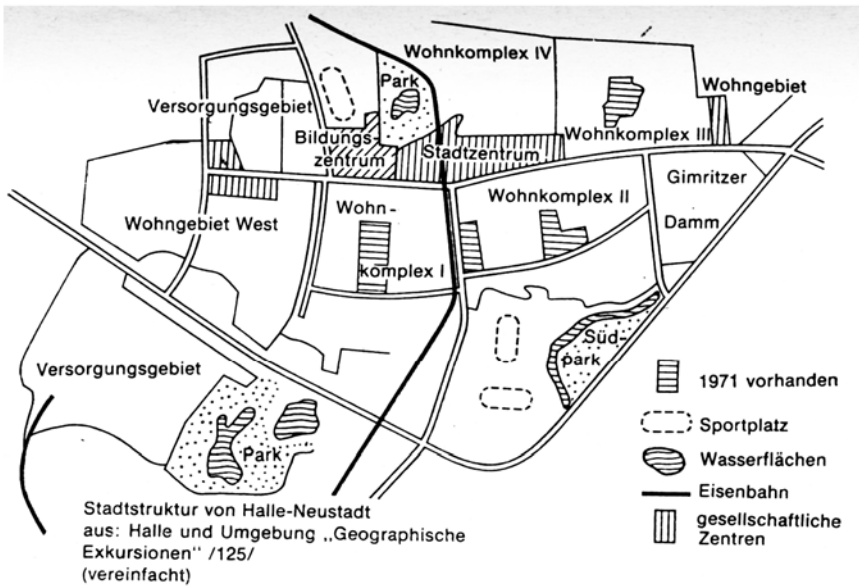 Wohnkomplex IV
Park
Wohngebiet
Versorgungsgebiet
Bildungs-
zentrum
Stadtzentrum
Wohnkomplex III
Gimritzer
Damm
Wohnkomplex II
Wohn-
komplex I
Wohngebiet West
Süd-
park
Versorgungsgebiet
Park
1971 vorhanden
Sportplatz
Wasserflächen
Eisenbahn
gesellschaftliche
Zentren
Stadtstruktur von Halle-Neustadt
aus: Halle und Umgebung „Geographische
Exkursionen" /125/
(vereinfacht)